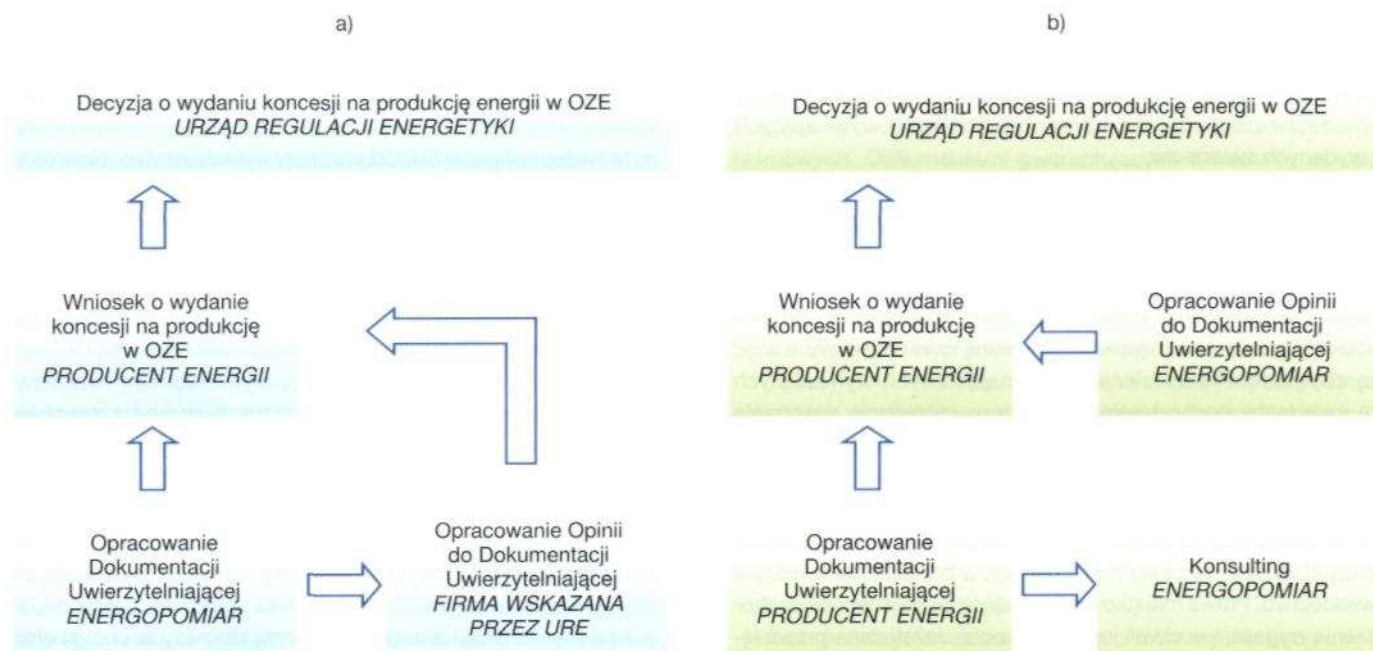 a)
Decyzja o wydaniu koncesji na produkcję energii w OZE
URZĄD REGULACJI ENERGETYKI
Wniosek o wydanie
koncesji na produkcję
w OZE
PRODUCENT ENERGII
Opracowanie
Dokumentacji
Uwierzytelniającej
ENERGOPOMIAR
Opracowanie Opinii
do Dokumentacji
Uwierzytelniającej
FIRMA WSKAZANA
PRZEZ URE
b)
Decyzja o wydaniu koncesji na produkcję energii w OZE
URZĄD REGULACJI ENERGETYKI
Wniosek o wydanie
koncesji na produkcję
w OZE
PRODUCENT ENERGII
Opracowanie Opinii
do Dokumentacji
Uwierzytelniającej
ENERGOPOMIAR
Opracowanie
Dokumentacji
Uwierzytelniającej
PRODUCENT ENERGII
Konsulting
ENERGOPOMIAR